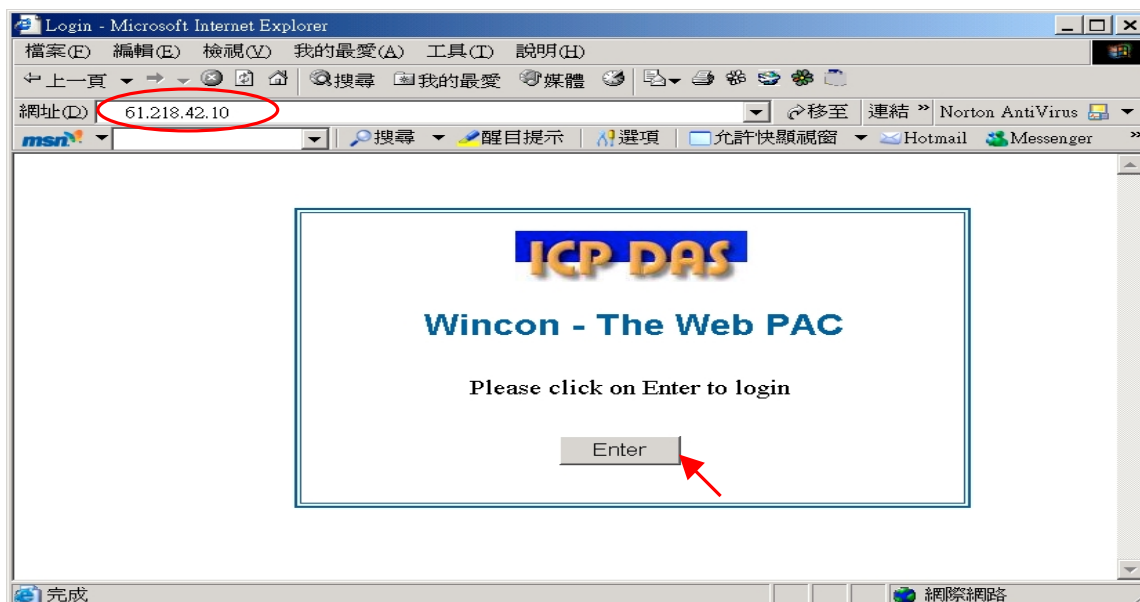 Login - Microsoft Internet Explorer
檔案(F) 編輯(E) 檢視(V) 我的最愛(A) 工具(T) 說明(H)
上一頁 搜尋 我的最愛 媒體
網址(D) 61.218.42.10 移至 連結 » Norton AntiVirus
msn 搜尋 醒目提示 選項 允許快顯視窗 Hotmail Messenger »
ICP DAS
Wincon - The Web PAC
Please click on Enter to login
Enter
完成 網際網路